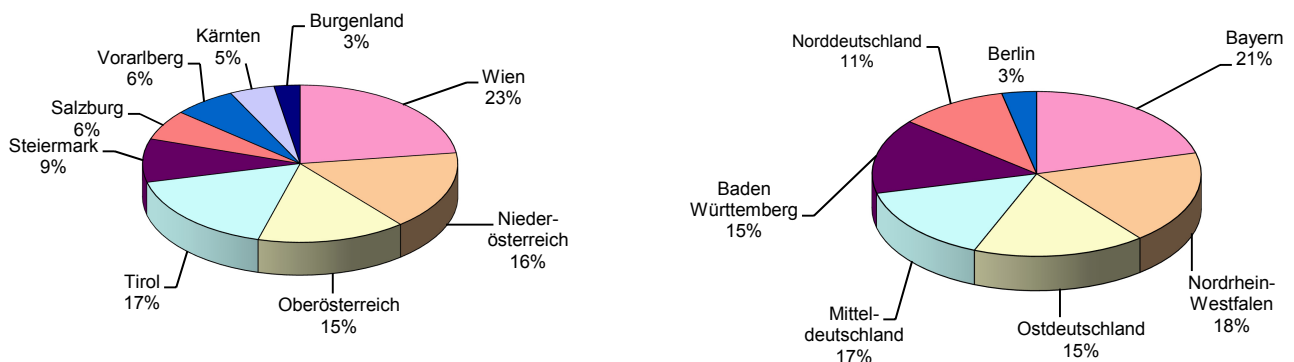 Burgenland
3%
Kärnten
5%
Vorarlberg
6%
Wien
23%
Salzburg
6%
Steiermark
9%
Nieder-
österreich
16%
Tirol
17%
Oberösterreich
15%
Norddeutschland
11%
Berlin
3%
Bayern
21%
Baden
Württemberg
15%
Nordrhein-
Westfalen
18%
Mittel-
deutschland
17%
Ostdeutschland
15%